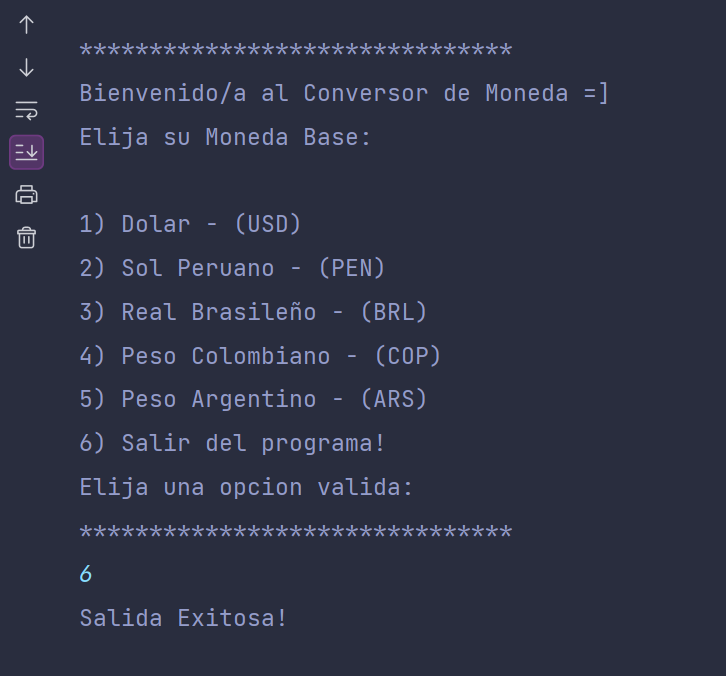 *******************************
Bienvenido/a al Conversor de Moneda =]
Elija su Moneda Base:
1) Dolar - (USD)
2) Sol Peruano - (PEN)
3) Real Brasileño - (BRL)
4) Peso Colombiano - (COP)
5) Peso Argentino - (ARS)
6) Salir del programa!
Elija una opcion valida:
*******************************
6
Salida Exitosa!